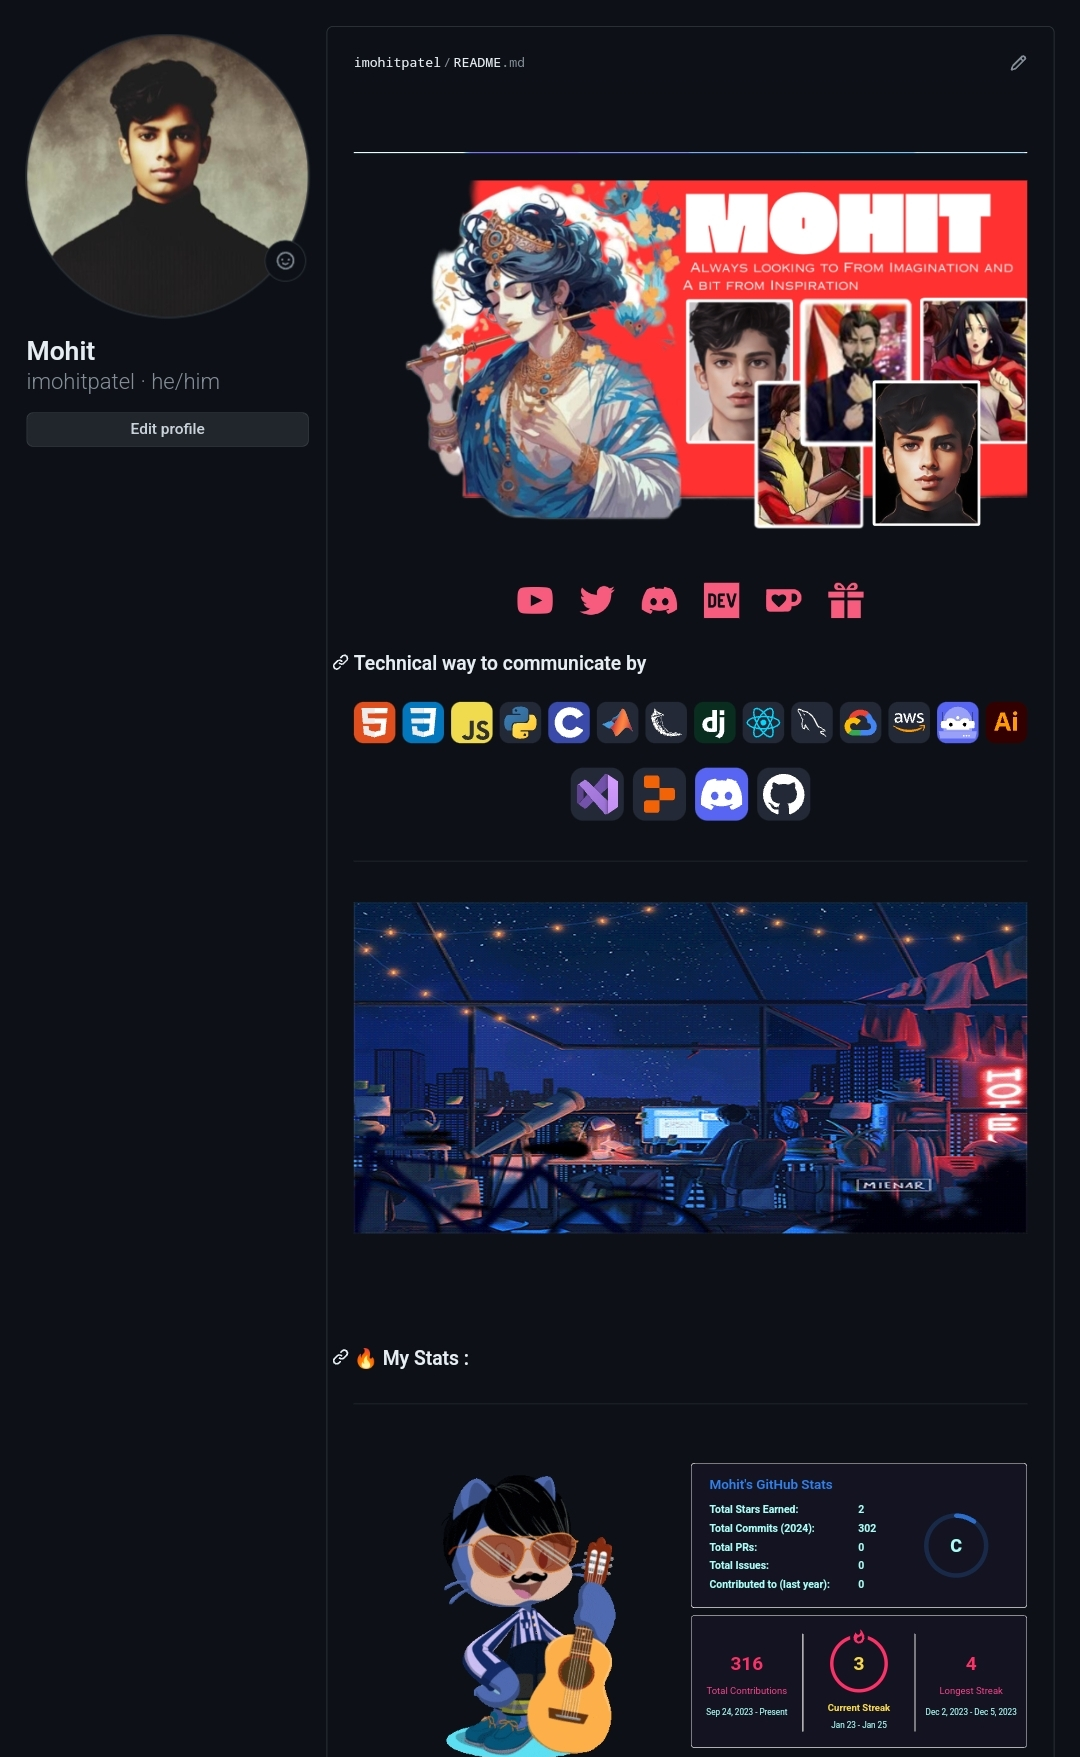 imohitpatel / README.md
MOHIT
ALWAYS LOOKING TO FROM IMAGINATION AND
A BIT FROM INSPIRATION
Mohit
imohitpatel · he/him
Edit profile
DEV
Technical way to communicate by
JS
dj
aws
Ai
MIENAR
🔥 My Stats :
Mohit's GitHub Stats
Total Stars Earned: 2
Total Commits (2024): 302
Total PRs: 0
Total Issues: 0
Contributed to (last year): 0
C
316
Total Contributions
Sep 24, 2023 - Present
3
Current Streak
Jan 23 - Jan 25
4
Longest Streak
Dec 2, 2023 - Dec 5, 2023